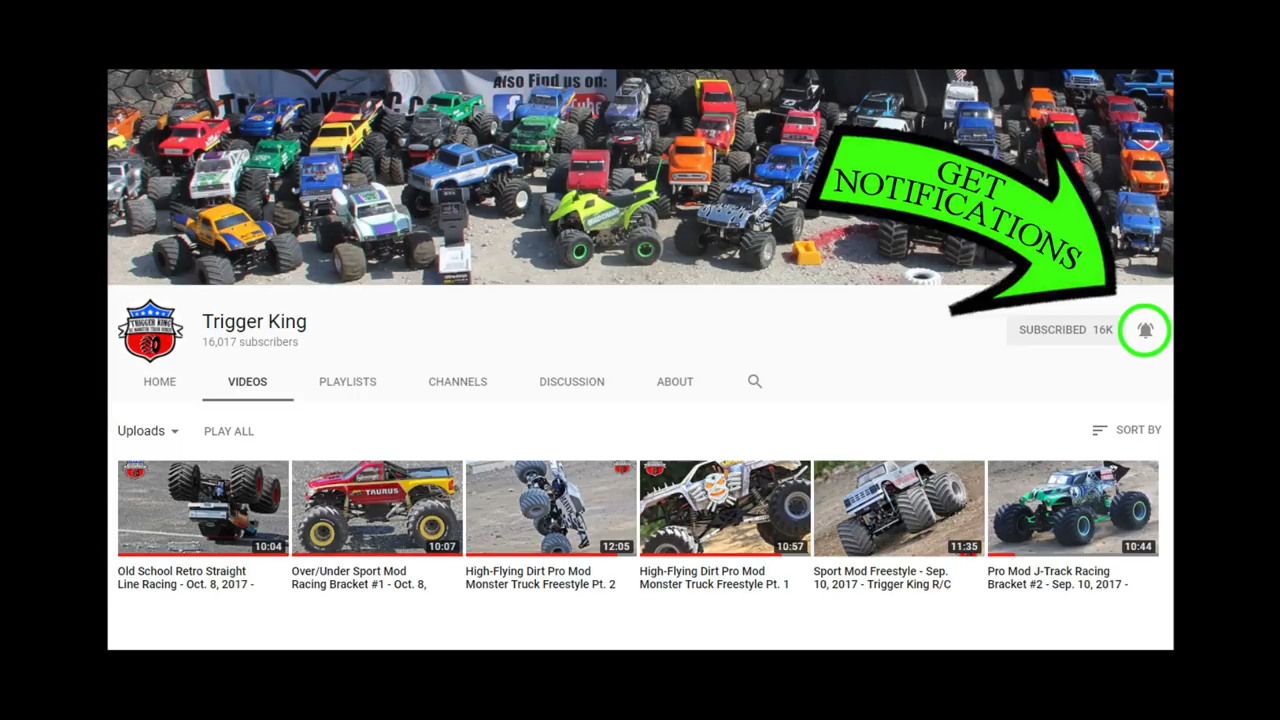 Also Find us on:
GET
NOTIFICATIONS
TRIGGER KING
Trigger King
16,017 subscribers
SUBSCRIBED 16K
HOME
VIDEOS
PLAYLISTS
CHANNELS
DISCUSSION
ABOUT
Uploads
PLAY ALL
SORT BY
TAURUS
10:04
10:07
12:05
10:57
11:35
10:44
Old School Retro Straight
Line Racing - Oct. 8, 2017 -
Over/Under Sport Mod
Racing Bracket #1 - Oct. 8,
High-Flying Dirt Pro Mod
Monster Truck Freestyle Pt. 2
High-Flying Dirt Pro Mod
Monster Truck Freestyle Pt. 1
Sport Mod Freestyle - Sep.
10, 2017 - Trigger King R/C
Pro Mod J-Track Racing
Bracket #2 - Sep. 10, 2017 -